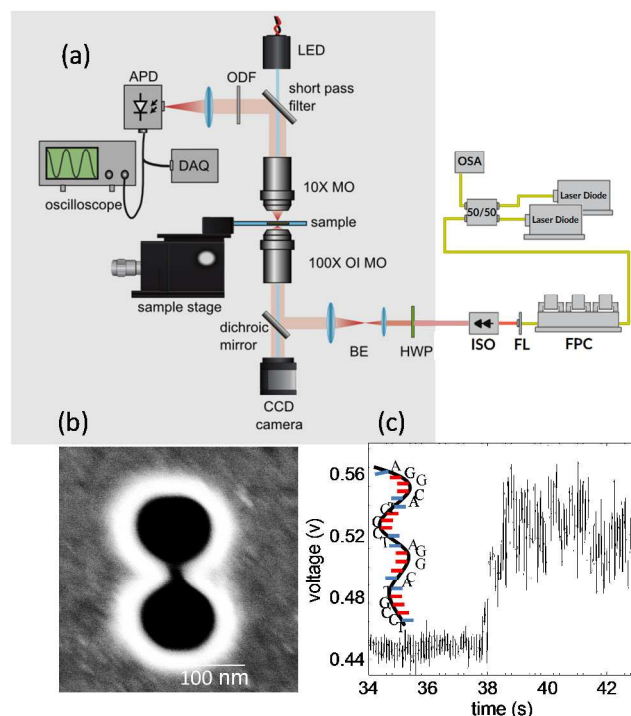 (a)
LED
APD
ODF
short pass
filter
DAQ
oscilloscope
10X MO
sample
100X OI MO
sample stage
dichroic
mirror
BE
HWP
ISO
FL
FPC
CCD
camera
OSA
50/50
Laser Diode
Laser Diode
(b)
100 nm
(c)
voltage (v)
0.56
0.52
0.48
0.44
A
G
G
C
A
G
T
C
C
T
A
G
G
C
A
T
G
C
C
T
34
36
38
40
42
time (s)